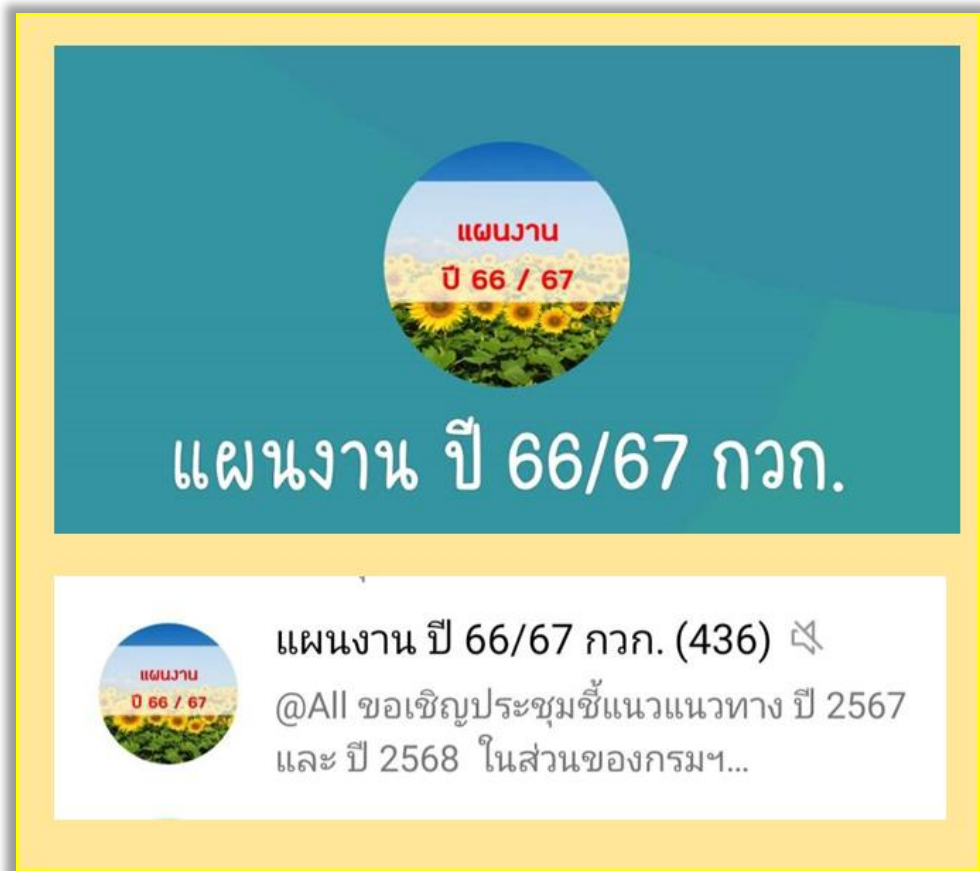 แผนงาน
ปี 66 / 67
แผนงาน ปี 66/67 กวก.
แผนงาน ปี 66/67 กวก. (436)
แผนงาน
ปี 66 / 67
@All ขอเชิญประชุมชี้แนวแนวทาง ปี 2567
และ ปี 2568 ในส่วนของกรมฯ...